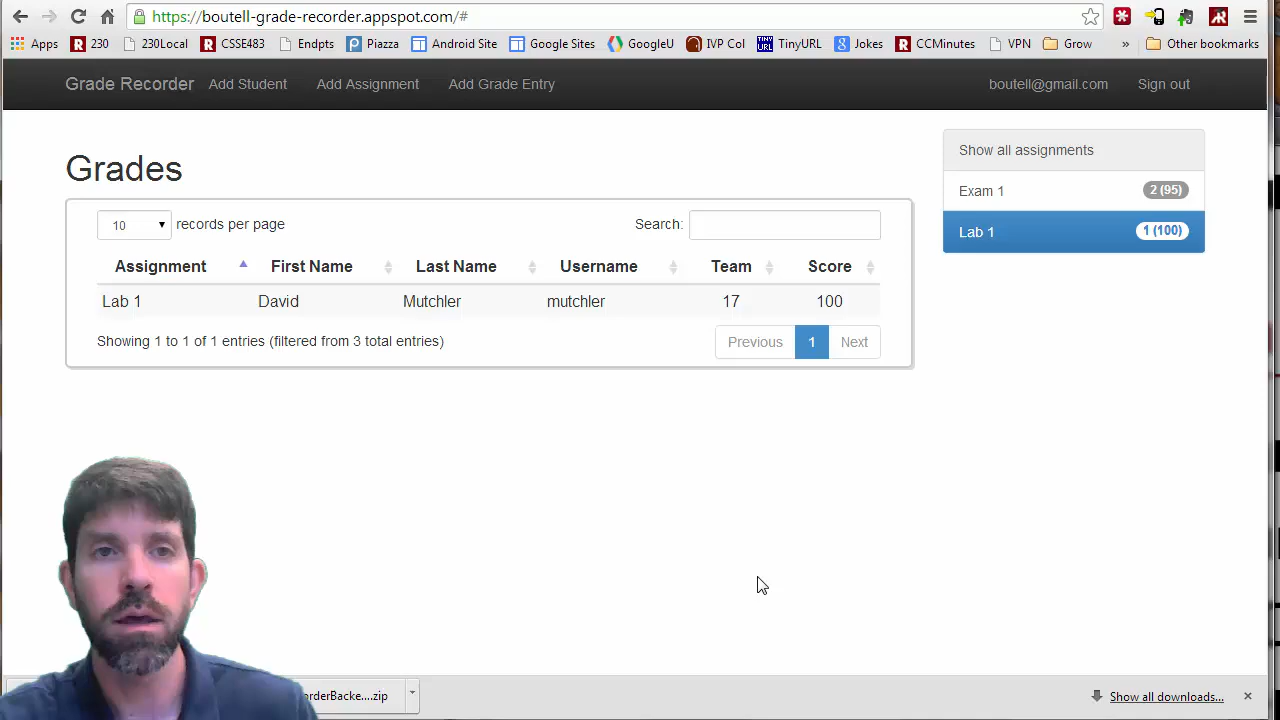 https://boutell-grade-recorder.appspot.com/#
Apps 230 230Local CSSE483 Endpts Piazza Android Site Google Sites GoogleU IVI Col TinyURL Jokes CCMinutes VPN Grow » Other bookmarks
Grade Recorder Add Student Add Assignment Add Grade Entry boutell@gmail.com Sign out
Grades
Show all assignments
Exam 1 2 (95)
Lab 1 1 (100)
10 records per page Search:
Assignment First Name Last Name Username Team Score
Lab 1 David Mutchler mutchler 17 100
Showing 1 to 1 of 1 entries (filtered from 3 total entries) Previous 1 Next
orderBacke....zip Show all downloads...